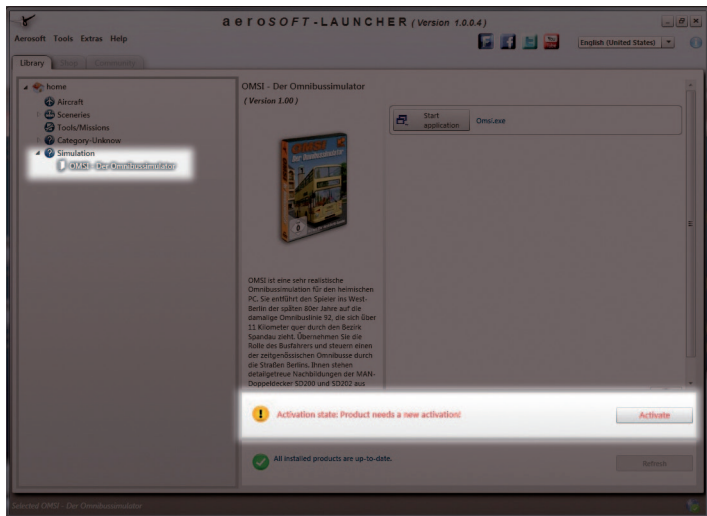 aeroSOFT-LAUNCHER (Version 1.0.0.4)
Aerosoft Tools Extras Help
English (United States)
Library Shop | Community
home
Aircraft
Sceneries
Tools/Missions
Category-Unknow
Simulation
OMSI - Der Omnibussimulator
OMSI - Der Omnibussimulator
(Version 1.00)
Start
application
Omsi.exe
OMSI
Der Omnibussimulator
OMSI ist eine sehr realistische
Omnibussimulation für den heimischen
PC. Sie entführt den Spieler ins West-
Berlin der späten 80er Jahre auf die
damalige Omnibuslinie 92, die sich über
11 Kilometer quer durch den Bezirk
Spandau zieht. Übernehmen Sie die
Rolle des Busfahrers und steuern einen
der zeitgenössischen Omnibusse durch
die Straßen Berlins. Ihnen stehen
detailgetreue Nachbildungen der MAN-
Doppeldecker SD200 und SD202 aus
Activation state: Product needs a new activation!
Activate
All installed products are up-to-date.
Refresh
Selected OMSI - Der Omnibussimulator